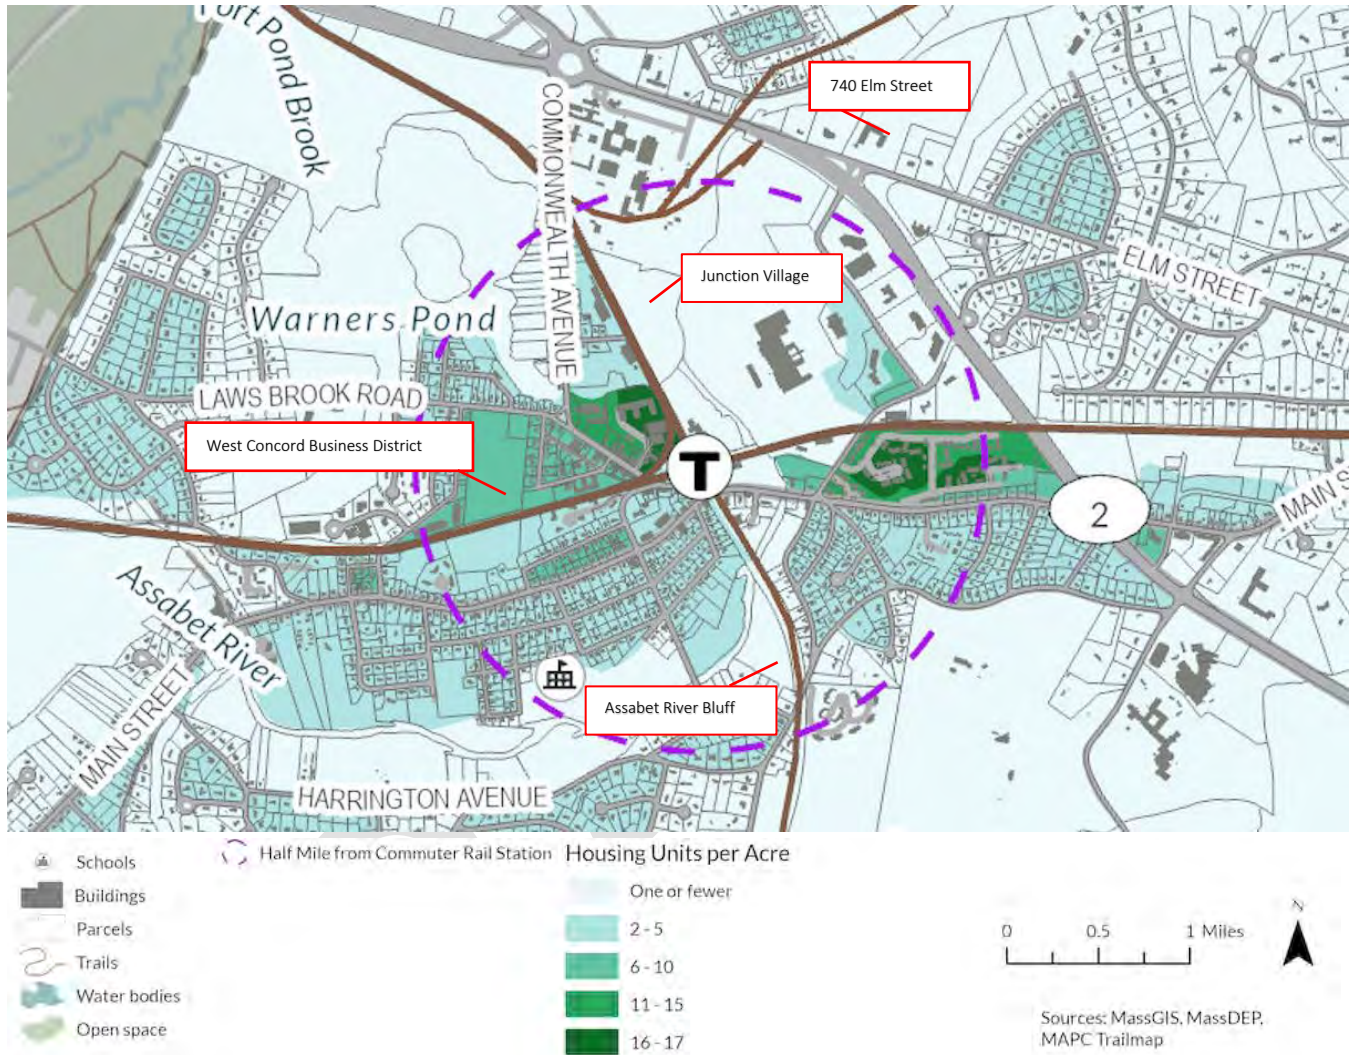 Fort Pond Brook
COMMONWEALTH AVENUE
740 Elm Street
ELM STREET
Junction Village
Warners Pond
LAWS BROOK ROAD
West Concord Business District
T
2
MAIN S
Assabet River
MAIN STREET
Assabet River Bluff
HARRINGTON AVENUE
Schools
Buildings
Parcels
Trails
Water bodies
Open space
Half Mile from Commuter Rail Station
Housing Units per Acre
One or fewer
2 - 5
6 - 10
11 - 15
16 - 17
0 0.5 1 Miles
N
Sources: MassGIS, MassDEP,
MAPC Trailmap